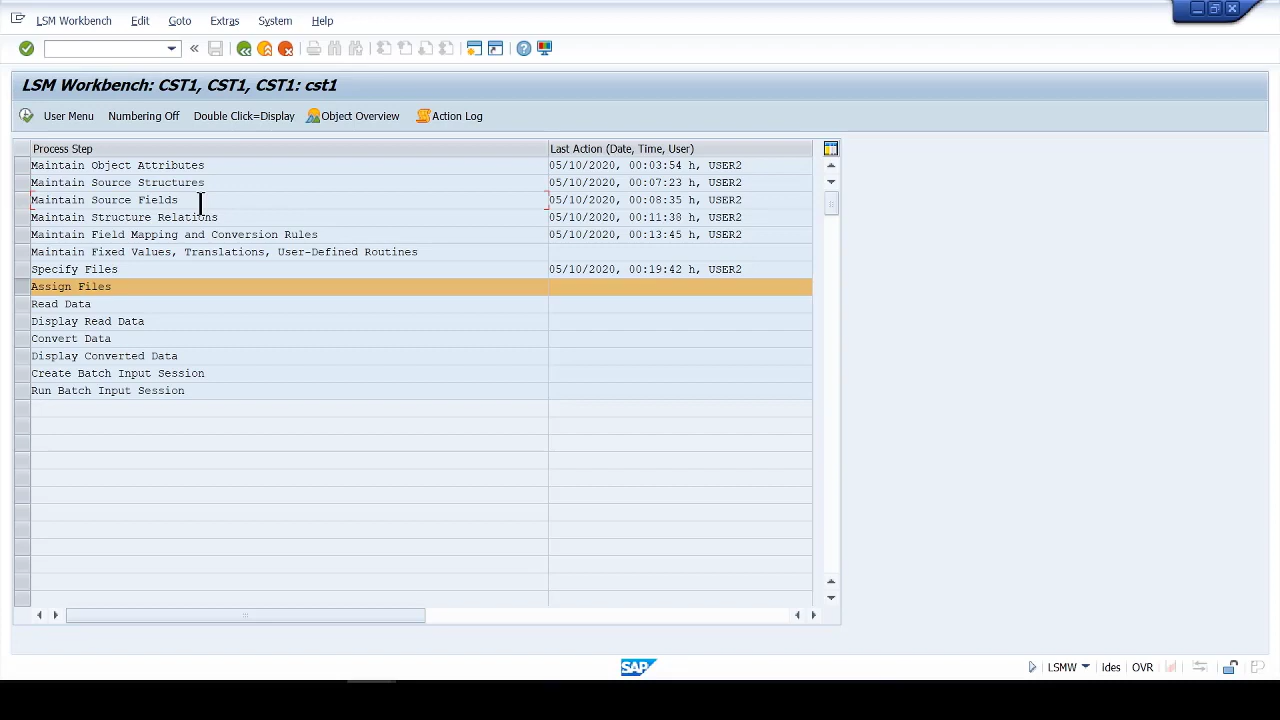 LSM Workbench Edit Goto Extras System Help
LSM Workbench: CST1, CST1, CST1: cst1
User Menu Numbering Off Double Click=Display Object Overview Action Log
Process Step Last Action (Date, Time, User)
Maintain Object Attributes 05/10/2020, 00:03:54 h, USER2
Maintain Source Structures 05/10/2020, 00:07:23 h, USER2
Maintain Source Fields 05/10/2020, 00:08:35 h, USER2
Maintain Structure Relations 05/10/2020, 00:11:38 h, USER2
Maintain Field Mapping and Conversion Rules 05/10/2020, 00:13:45 h, USER2
Maintain Fixed Values, Translations, User-Defined Routines
Specify Files 05/10/2020, 00:19:42 h, USER2
Assign Files
Read Data
Display Read Data
Convert Data
Display Converted Data
Create Batch Input Session
Run Batch Input Session
SAP LSMW Ides OVR